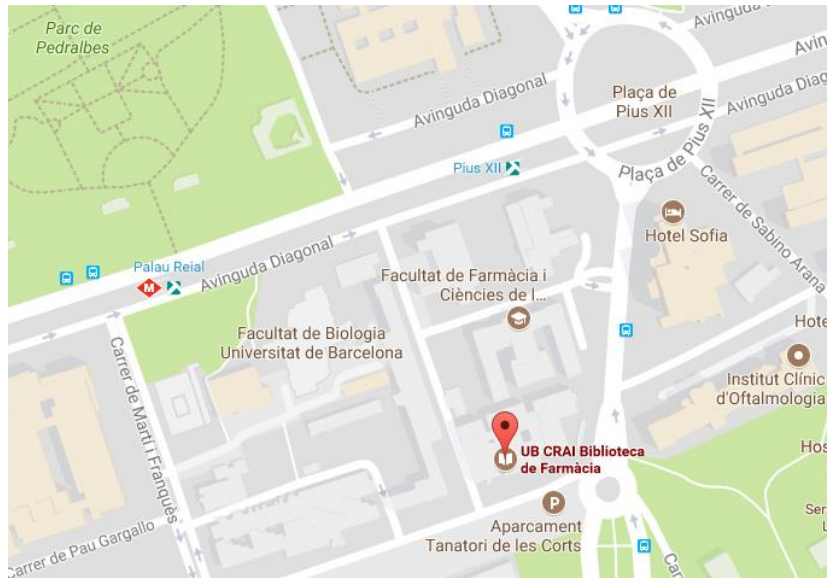 Parc de
Pedralbes
Avinguda
Avin
Avinguda Diagonal
Plaça de
Pius XII
Avinguda Diag
Pius XII
Plaça de Pius XII
Carrer de Sabino Arana
Hotel Sofia
Palau Reial
M
Avinguda Diagonal
Facultat de Farmàcia i
Ciències de l...
Facultat de Biologia
Universitat de Barcelona
Carrer de Martí i Franquès
Hote
Institut Clínic
d'Oftalmologia
UB CRAI Biblioteca
de Farmàcia
Hos
P
Aparcament
Tanatori de les Corts
Carrer de Pau Gargallo
Ser
L
Car